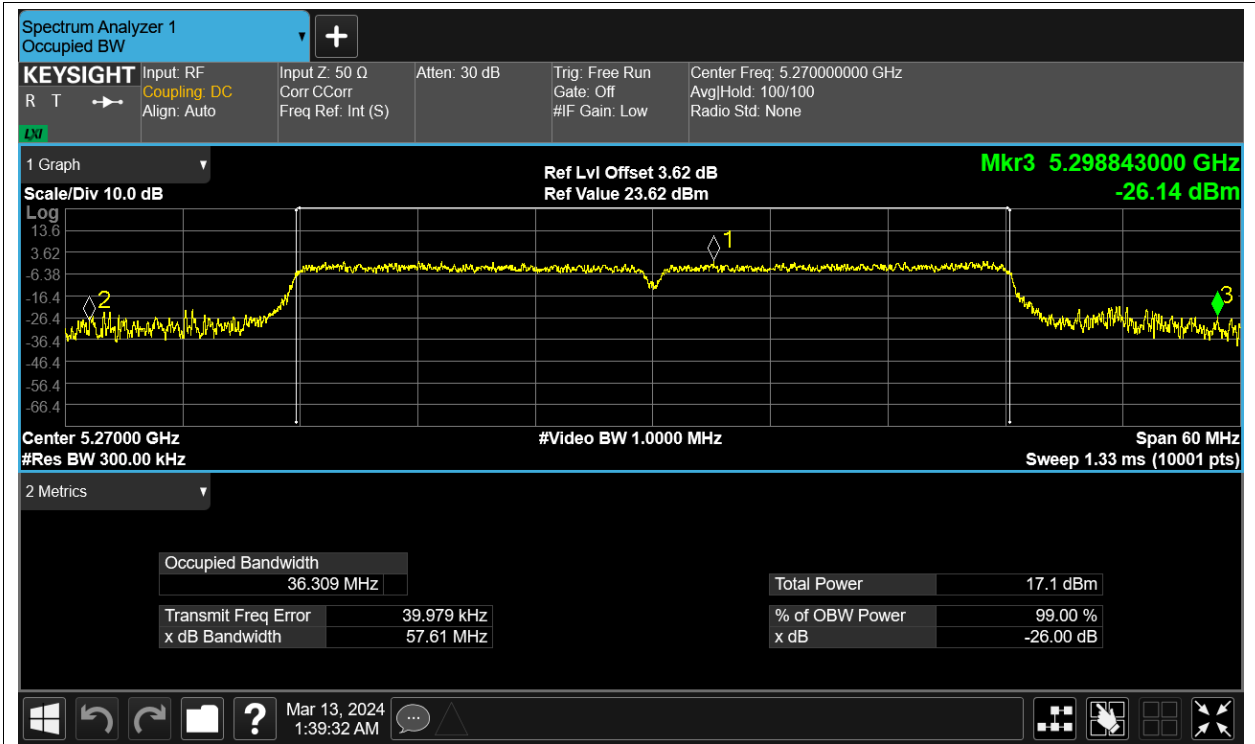 Spectrum Analyzer 1
Occupied BW
KEYSIGHT
R T
LXI
Input: RF
Coupling: DC
Align: Auto
Input Z: 50 Ω
Corr CCorr
Freq Ref: Int (S)
Atten: 30 dB
Trig: Free Run
Gate: Off
#IF Gain: Low
Center Freq: 5.270000000 GHz
Avg|Hold: 100/100
Radio Std: None
1 Graph
Scale/Div 10.0 dB
Ref Lvl Offset 3.62 dB
Ref Value 23.62 dBm
Mkr3 5.298843000 GHz
-26.14 dBm
Log
13.6
3.62
-6.38
-16.4
-26.4
-36.4
-46.4
-56.4
-66.4
1
2
3
Center 5.27000 GHz
#Res BW 300.00 kHz
#Video BW 1.0000 MHz
Span 60 MHz
Sweep 1.33 ms (10001 pts)
2 Metrics
Occupied Bandwidth
36.309 MHz
Transmit Freq Error 39.979 kHz
x dB Bandwidth 57.61 MHz
Total Power 17.1 dBm
% of OBW Power 99.00 %
x dB -26.00 dB
?
Mar 13, 2024
1:39:32 AM